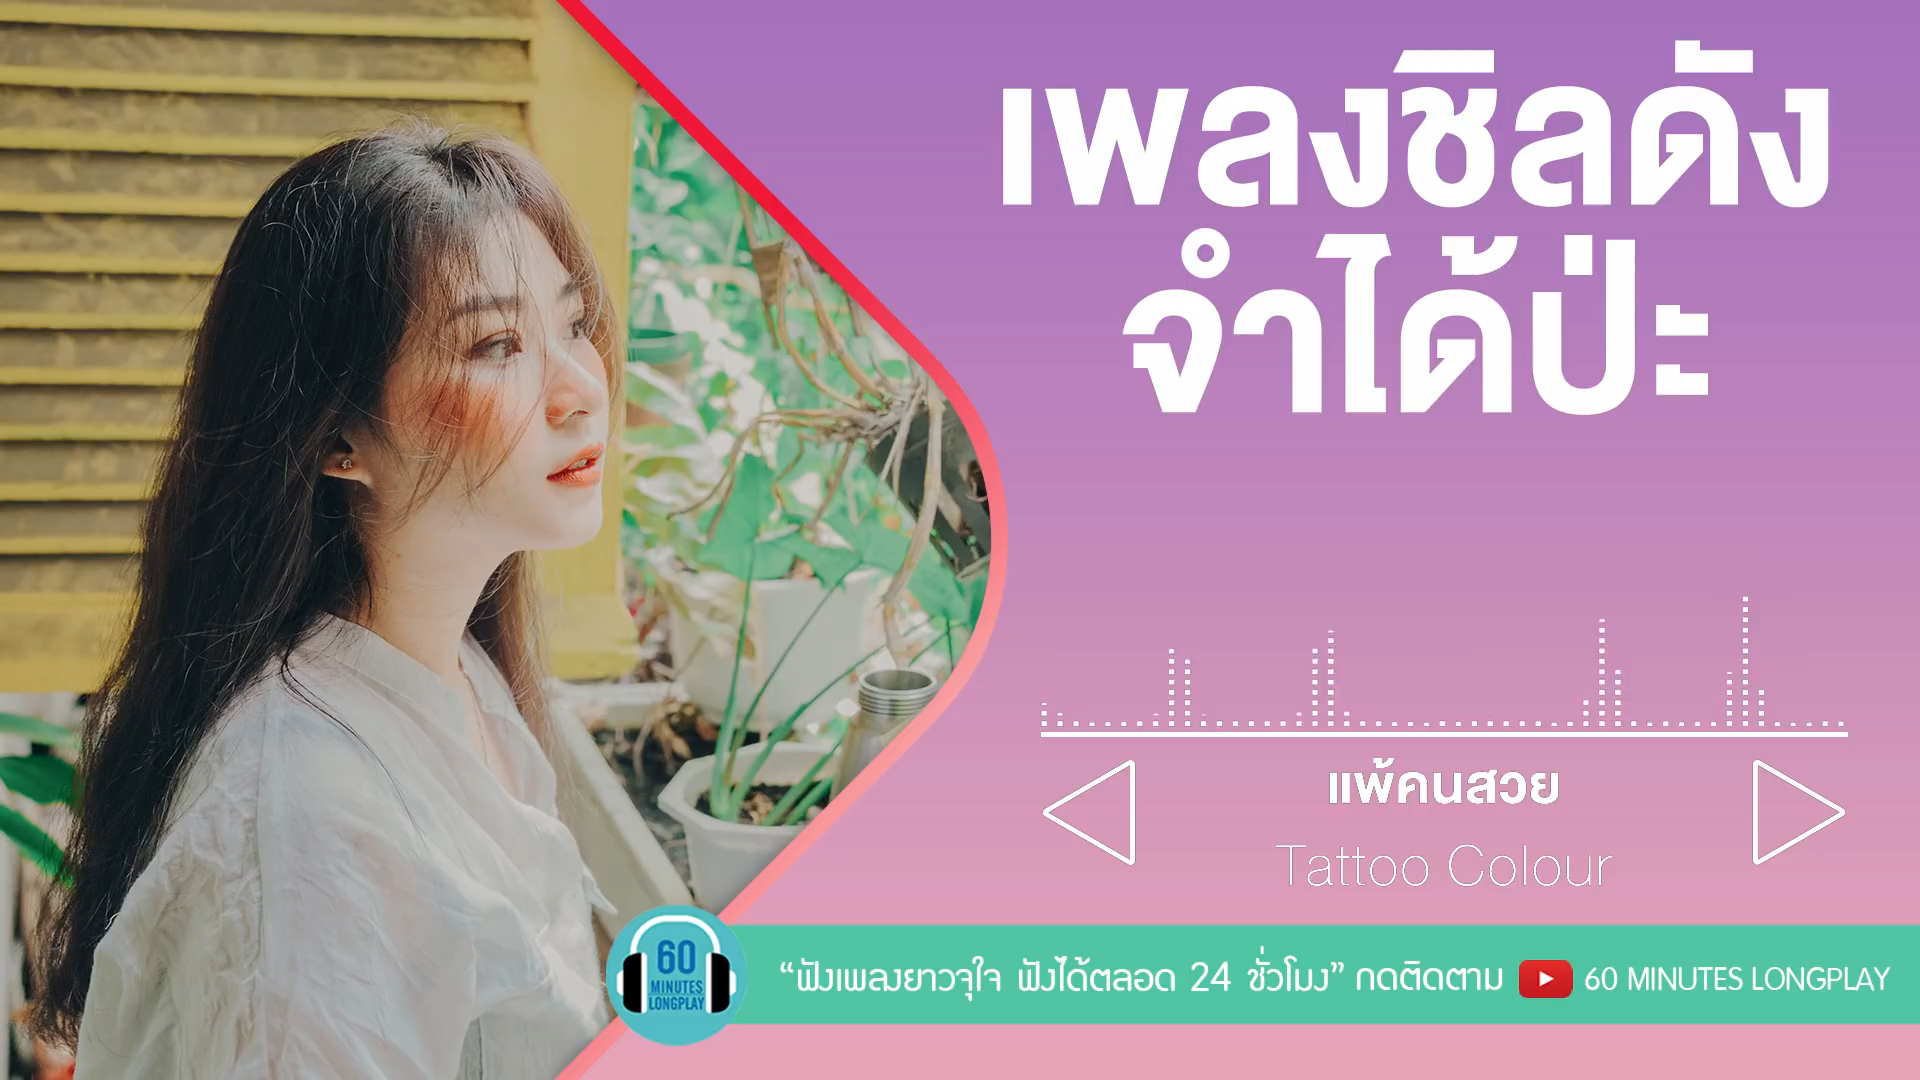 เพลงชิลดัง
จำได้ป่ะ
แพ้คนสวย
Tattoo Colour
60
MINUTES
LONGPLAY
“ฟังเพลงยาวจุใจ ฟังได้ตลอด 24 ชั่วโมง” กดติดตาม 60 MINUTES LONGPLAY